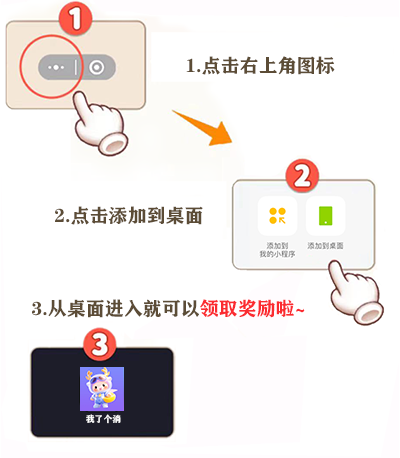 1
1.点击右上角图标
2
2.点击添加到桌面
添加到
我的小程序
添加到桌面
3.从桌面进入就可以领取奖励啦~
3
我了个消